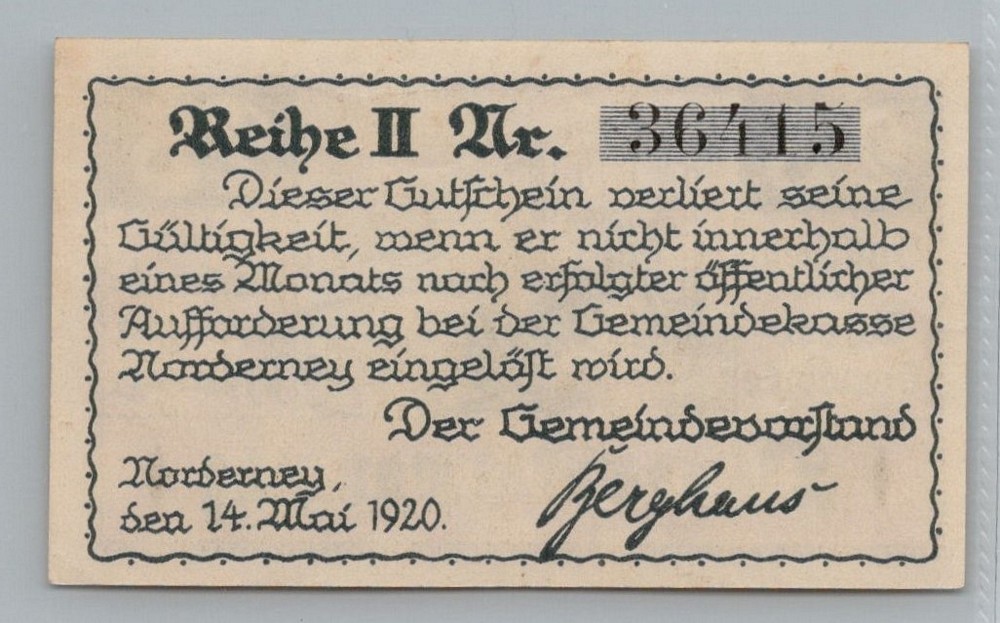 Reihe II Nr. 36415
Dieser Gutschein verliert seine
Gültigkeit, wenn er nicht innerhalb
eines Monats nach erfolgter öffentlicher
Aufforderung bei der Gemeindekasse
Norderney eingelöst wird.
Der Gemeindevorstand
Norderney,
den 14. Mai 1920.
Berghaus